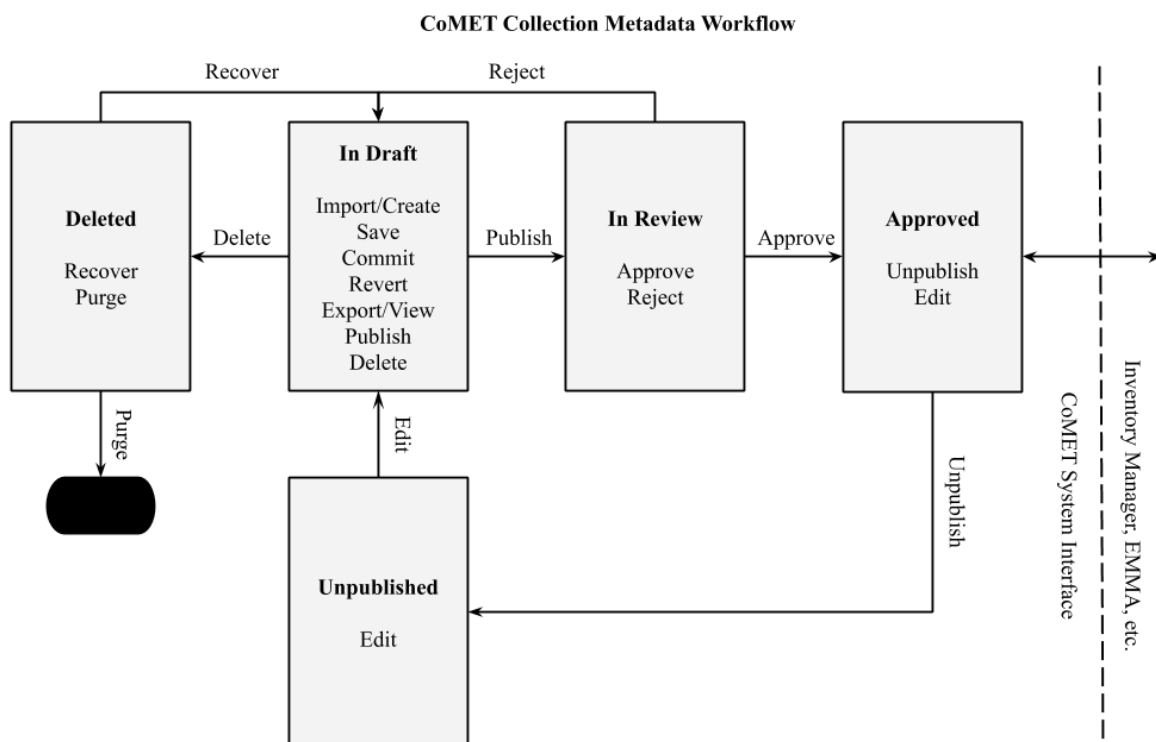 CoMET Collection Metadata Workflow
Recover
Reject
Deleted
Recover
Purge
Delete
In Draft
Import/Create
Save
Commit
Revert
Export/View
Publish
Delete
Publish
In Review
Approve
Reject
Approve
Approved
Unpublish
Edit
Purge
Edit
Unpublish
CoMET System Interface
Inventory Manager, EMMA, etc.
Unpublished
Edit